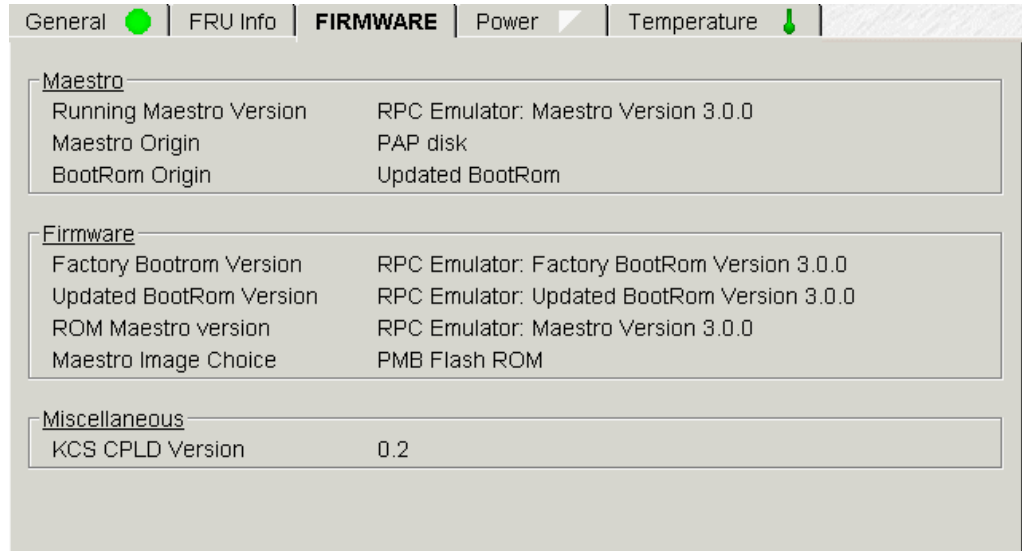 General FRU Info FIRMWARE Power Temperature
Maestro
Running Maestro Version RPC Emulator: Maestro Version 3.0.0
Maestro Origin PAP disk
BootRom Origin Updated BootRom
Firmware
Factory Bootrom Version RPC Emulator: Factory BootRom Version 3.0.0
Updated BootRom Version RPC Emulator: Updated BootRom Version 3.0.0
ROM Maestro version RPC Emulator: Maestro Version 3.0.0
Maestro Image Choice PMB Flash ROM
Miscellaneous
KCS CPLD Version 0.2